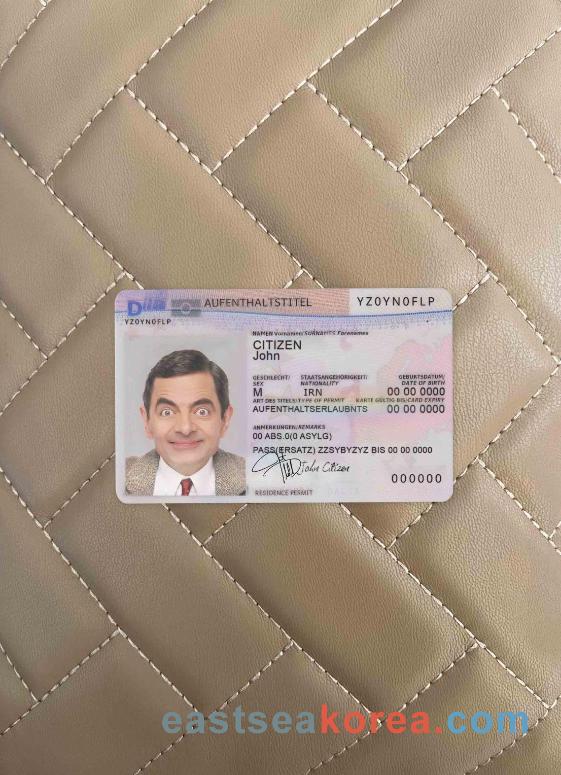 D
AUFENTHALTSTITEL
YZ0YN0FLP
YZ0YN0FLP
NAMEN Vornamen/SURNAMES Forenames
CITIZEN
John
GESCHLECHT/ STAATSANGEHÖRIGKEIT/ GEBURTSDATUM/
SEX NATIONALITY DATE OF BIRTH
M IRN 00 00 0000
ART DES TITELS/TYPE OF PERMIT KARTE GÜLTIG BIS/CARD EXPIRY
AUFENTHALTSERLAUBNTS 00 00 0000
ANMERKUNGEN/REMARKS
00 ABS.0(0 ASYLG)
PASS(ERSATZ) ZZSYBYZYZ BIS 00 00 0000
John Citizen
000000
RESIDENCE PERMIT
eastseakorea.com